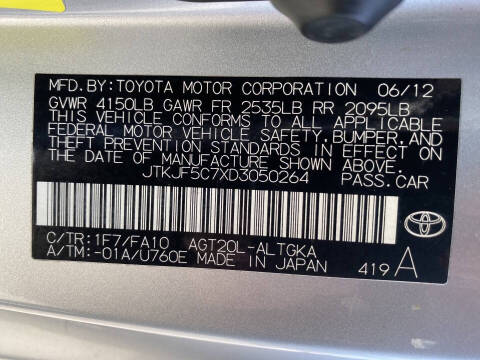 MFD.BY:TOYOTA MOTOR CORPORATION 06/12
GVWR 4150LB GAWR FR 2535LB RR 2095LB
THIS VEHICLE CONFORMS TO ALL APPLICABLE
FEDERAL MOTOR VEHICLE SAFETY,BUMPER,AND
THEFT PREVENTION STANDARDS IN EFFECT ON
THE DATE OF MANUFACTURE SHOWN ABOVE.
JTKJF5C7XD3050264 PASS.CAR
C/TR:1F7/FA10 AGT20L-ALTGKA
A/TM:-01A/U760E MADE IN JAPAN 419 A